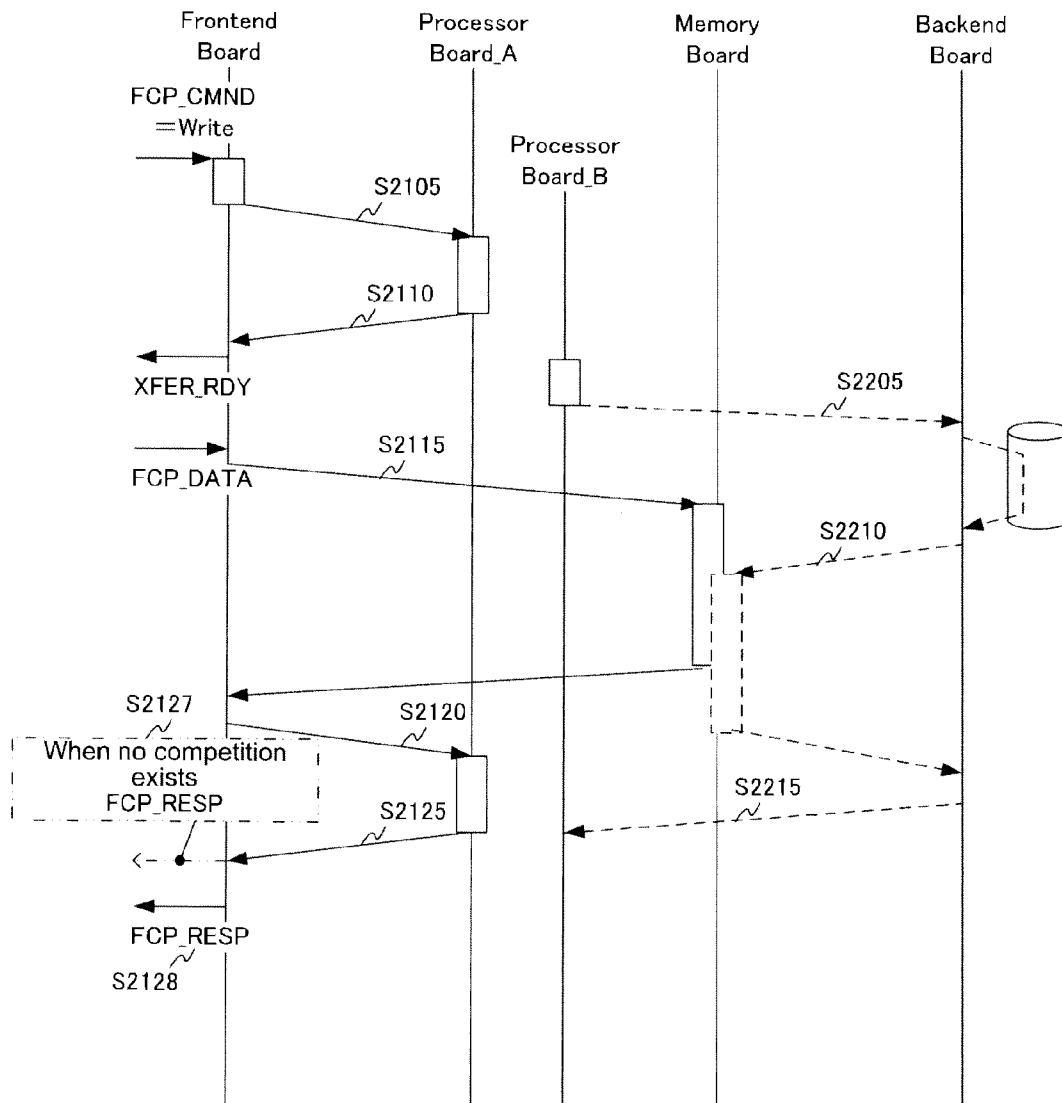 Frontend
Board
Processor
Board_A
Memory
Board
Backend
Board
FCP_CMND
=Write
Processor
Board_B
S2105
S2110
XFER_RDY
S2205
S2115
FCP_DATA
S2210
S2127
S2120
When no competition
exists
FCP_RESP
S2125
S2215
FCP_RESP
S2128